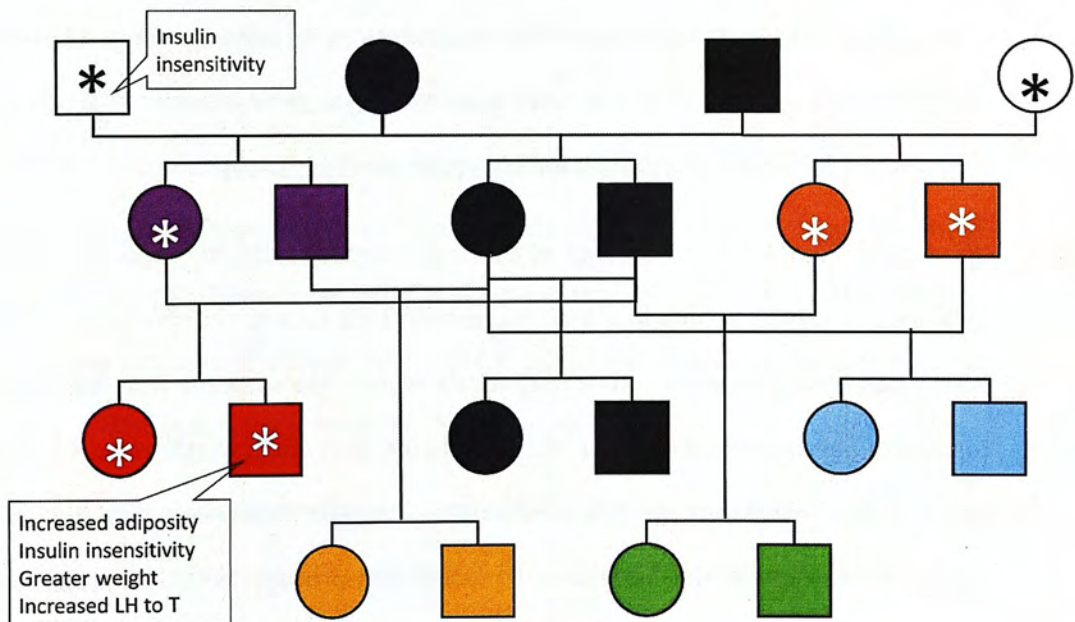 Insulin
insensitivity
*
*
*
*
*
*
*
Increased adiposity
Insulin insensitivity
Greater weight
Increased LH to T